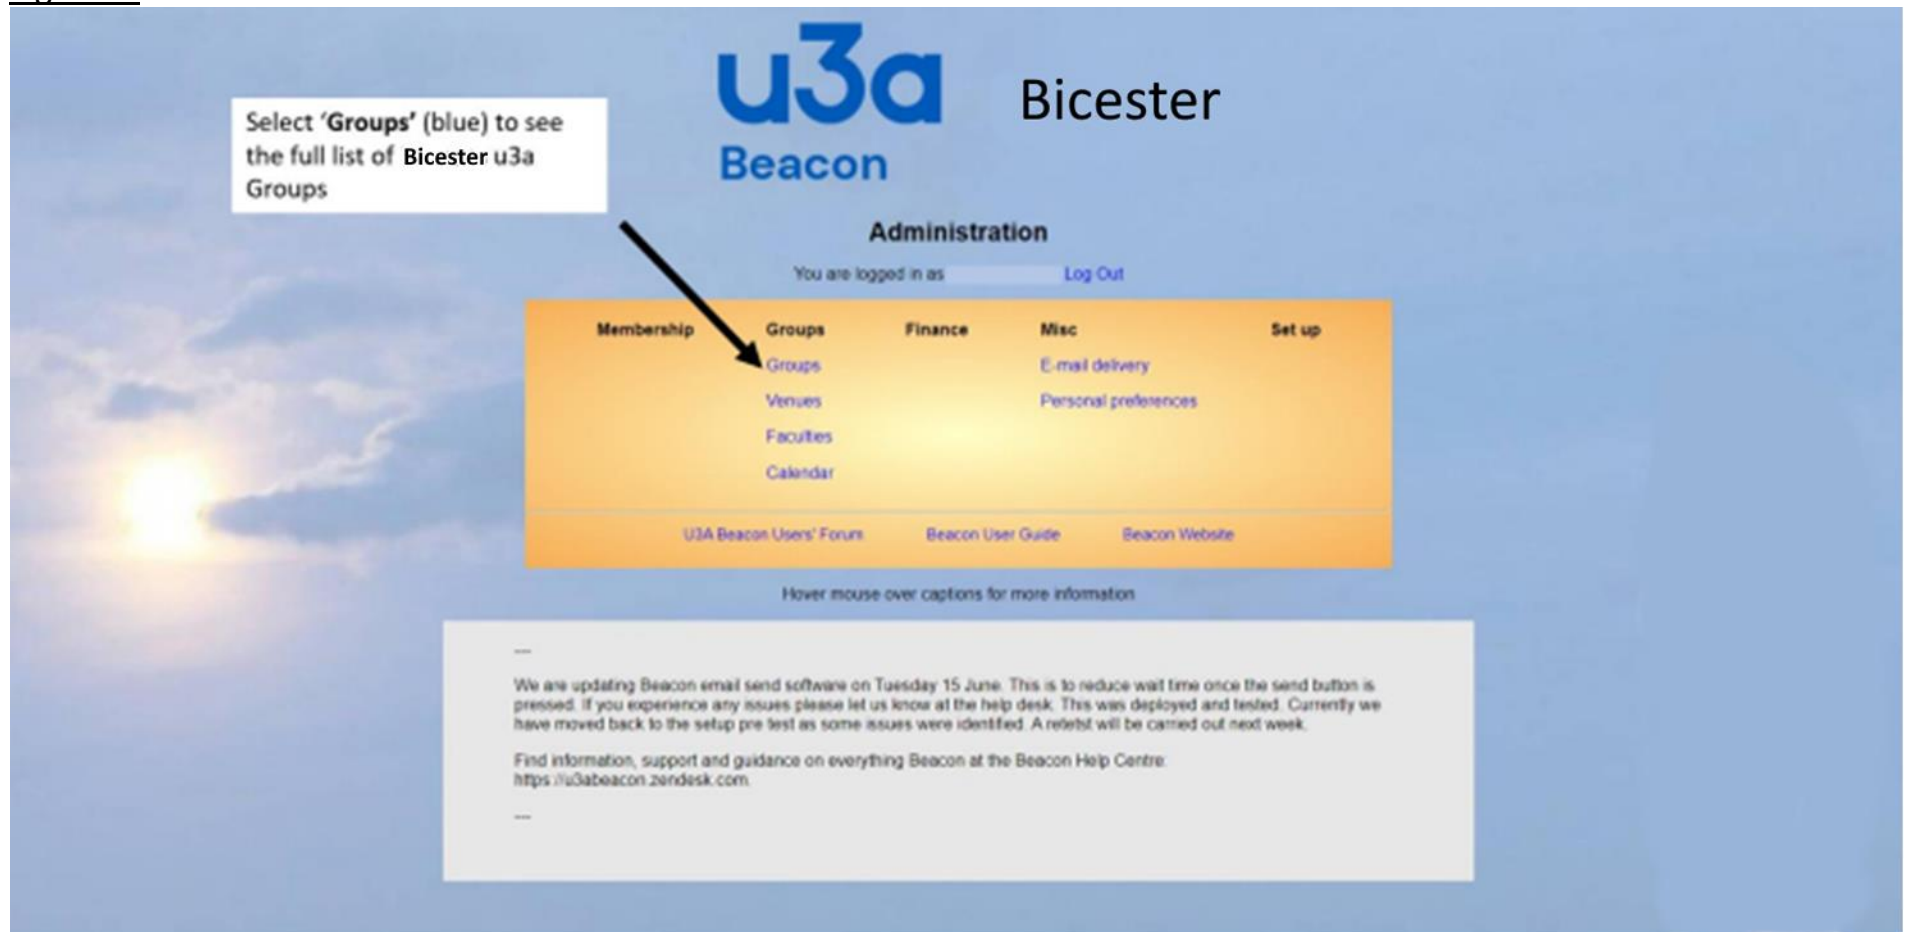 u3a
Beacon
Bicester
Select ‘Groups’ (blue) to see
the full list of Bicester u3a
Groups
Administration
You are logged in as Log Out
Membership Groups Finance Misc Set up
Groups E-mail delivery
Venues Personal preferences
Faculties
Calendar
U3A Beacon Users' Forum Beacon User Guide Beacon Website
Hover mouse over captions for more information
---
We are updating Beacon email send software on Tuesday 15 June. This is to reduce wait time once the send button is
pressed. If you experience any issues please let us know at the help desk. This was deployed and tested. Currently we
have moved back to the setup pre test as some issues were identified. A retetst will be carried out next week.
Find information, support and guidance on everything Beacon at the Beacon Help Centre:
https://u3abeacon.zendesk.com
---